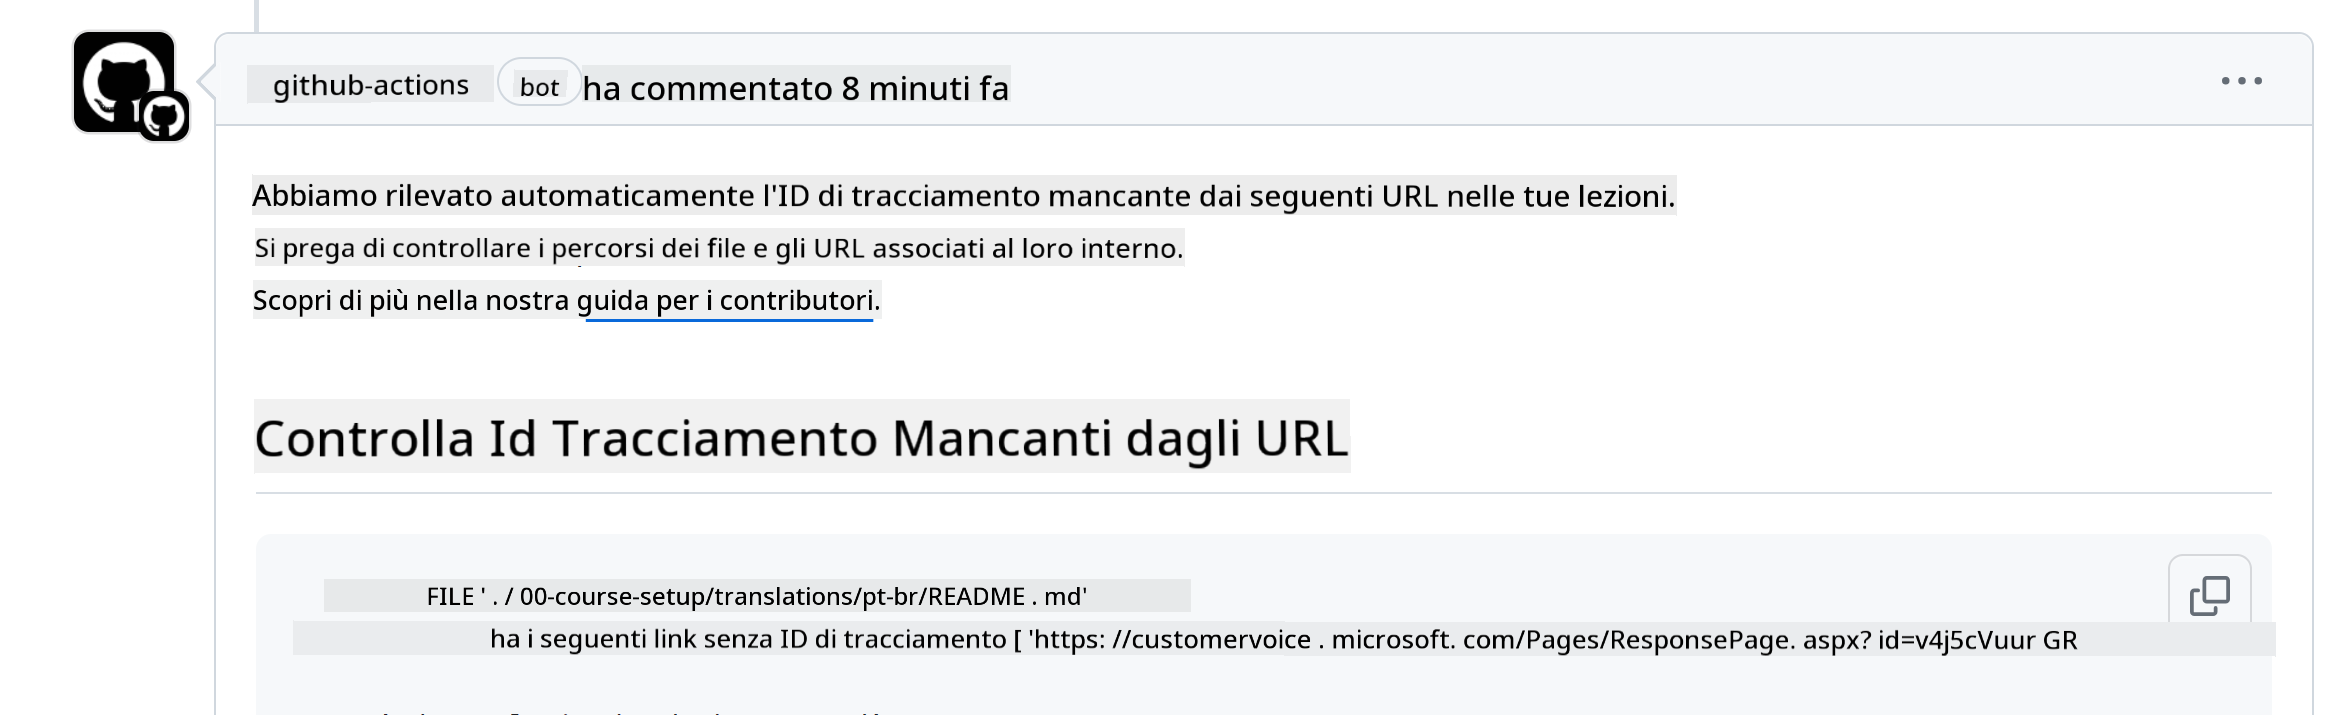 github-actions bot ha commentato 8 minuti fa
Abbiamo rilevato automaticamente l'ID di tracciamento mancante dai seguenti URL nelle tue lezioni.
Si prega di controllare i percorsi dei file e gli URL associati al loro interno.
Scopri di più nella nostra guida per i contributori.
Controlla Id Tracciamento Mancanti dagli URL
FILE ' . / 00-course-setup/translations/pt-br/README . md'
ha i seguenti link senza ID di tracciamento [ 'https: //customervoice . microsoft. com/Pages/ResponsePage. aspx? id=v4j5cVuur GR